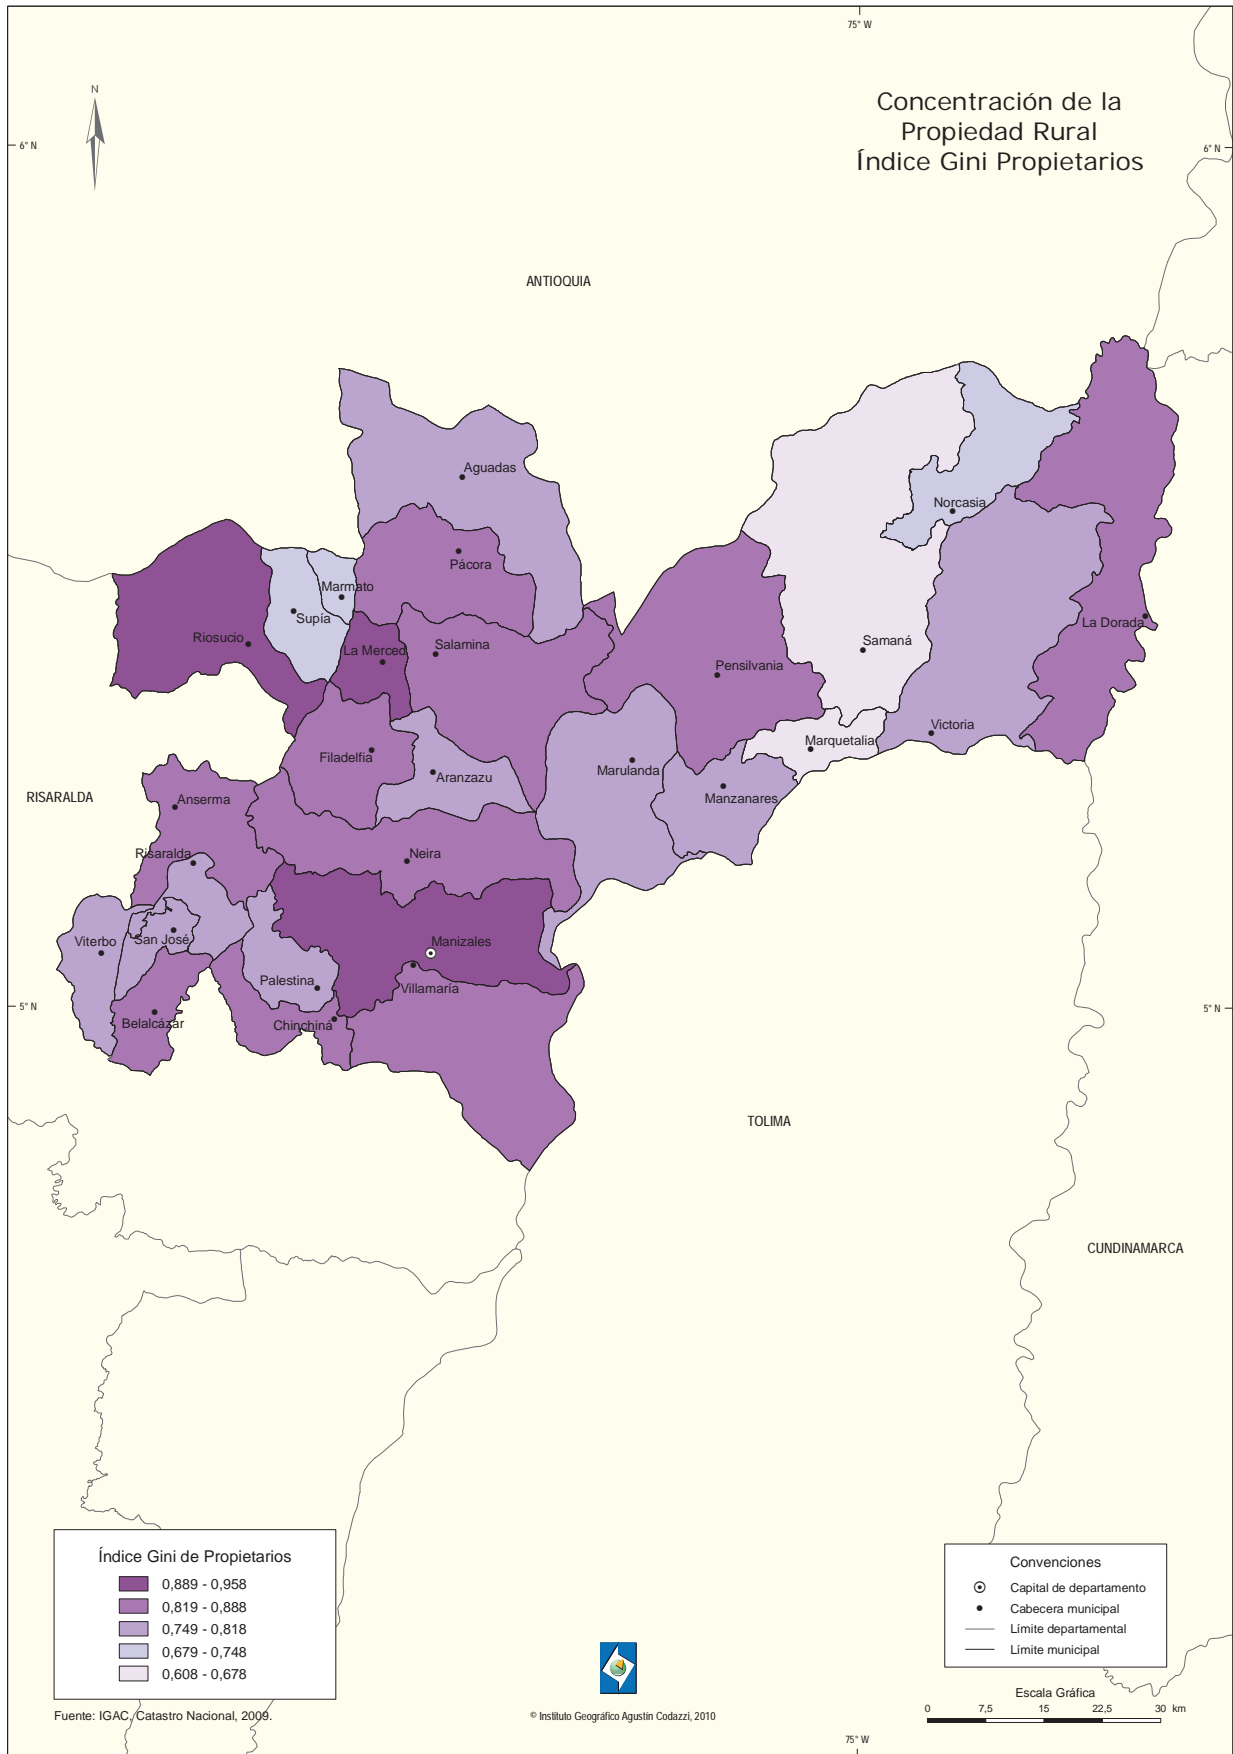 75° W
N
Concentración de la
Propiedad Rural
Índice Gini Propietarios
6° N
6° N
ANTIOQUIA
Aguadas
Norcasia
Pácora
Marmato
Supía
La Dorada
Riosucio
La Merced
Salamina
Samaná
Pensilvania
Victoria
Marquetalia
Filadelfia
Aranzazu
Marulanda
Manzanares
RISARALDA
Anserma
Risaralda
Neira
Viterbo
San José
Manizales
Palestina
Villamaría
5° N
5° N
Belalcázar
Chinchiná
TOLIMA
CUNDINAMARCA
Índice Gini de Propietarios
0,889 - 0,958
0,819 - 0,888
0,749 - 0,818
0,679 - 0,748
0,608 - 0,678
Fuente: IGAC, Catastro Nacional, 2009.
© Instituto Geográfico Agustín Codazzi, 2010
Convenciones
Capital de departamento
Cabecera municipal
Límite departamental
Límite municipal
Escala Gráfica
0 7,5 15 22,5 30 km
75° W